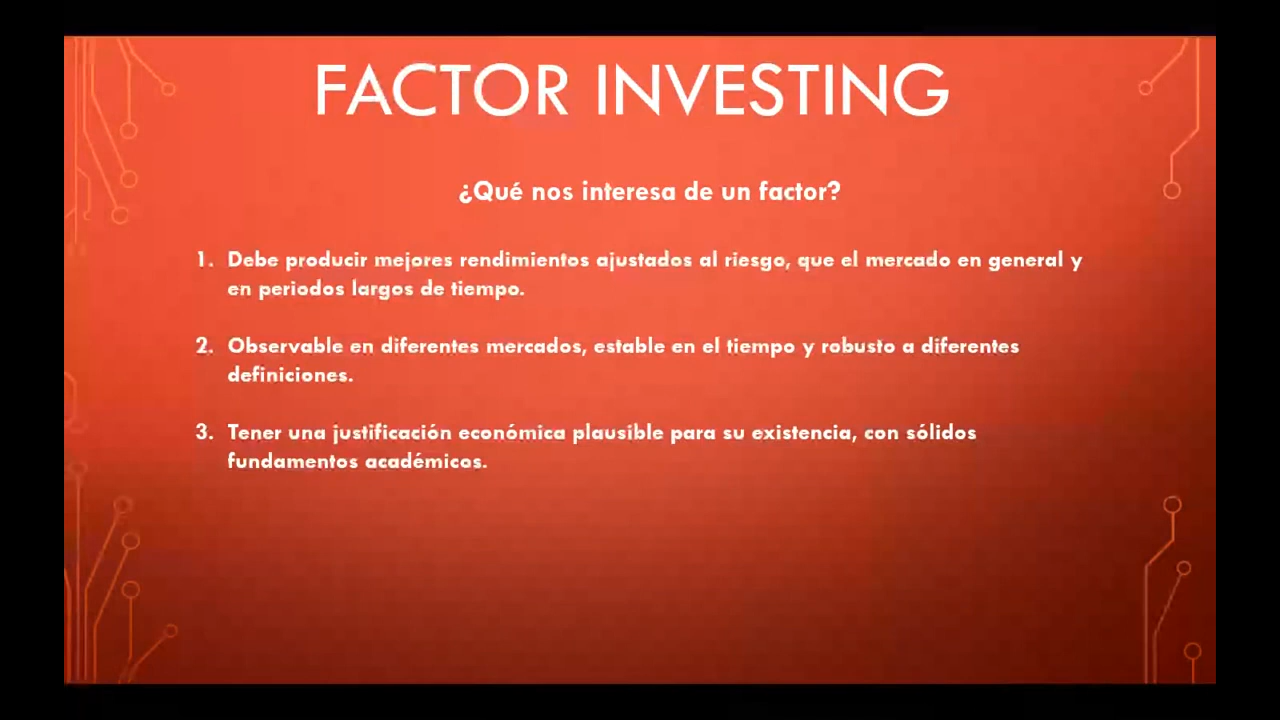 FACTOR INVESTING
¿Qué nos interesa de un factor?
1. Debe producir mejores rendimientos ajustados al riesgo, que el mercado en general y
en periodos largos de tiempo.
2. Observable en diferentes mercados, estable en el tiempo y robusto a diferentes
definiciones.
3. Tener una justificación económica plausible para su existencia, con sólidos
fundamentos académicos.